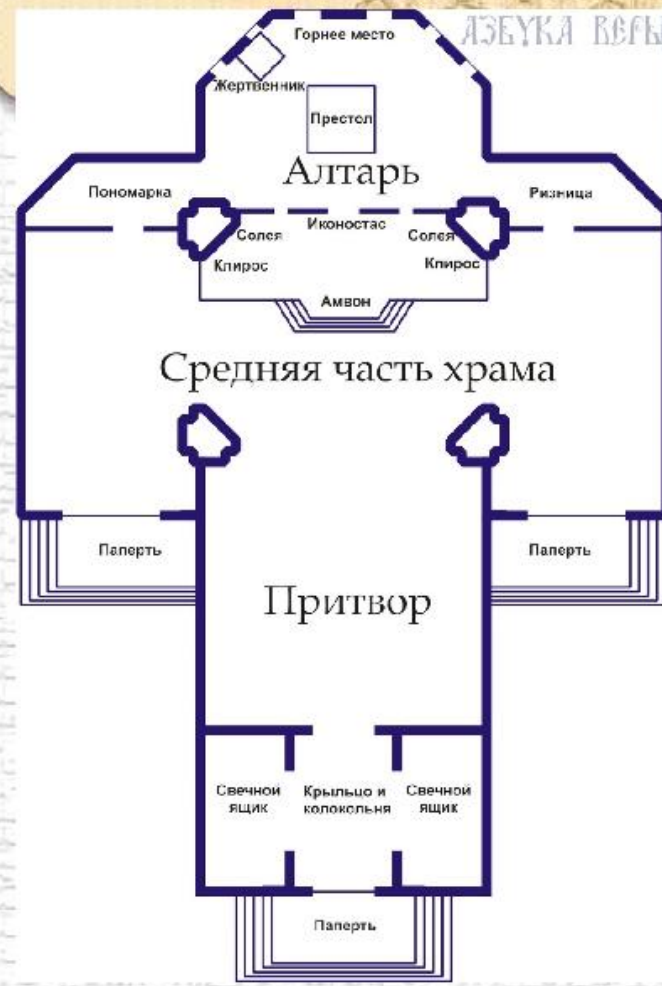 АЗБУКА ВЕРЫ
Горнее место
Жертвенник
Престол
Алтарь
Пономарка
Ризница
Иконостас
Солея
Солея
Клирос
Клирос
Амвон
Средняя часть храма
Паперть
Паперть
Притвор
Свечной
ящик
Крыльцо и
колокольня
Свечной
ящик
Паперть